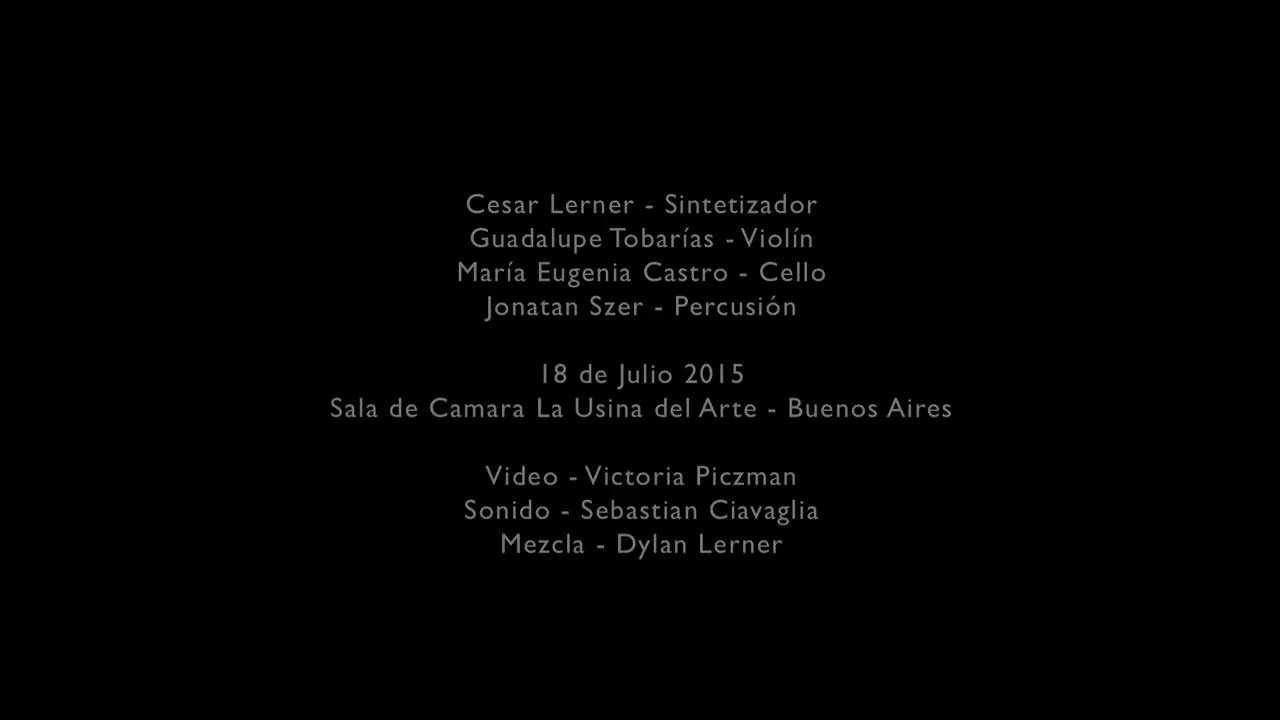 Cesar Lerner - Sintetizador
Guadalupe Tobarías - Violín
María Eugenia Castro - Cello
Jonatan Szer - Percusión
18 de Julio 2015
Sala de Camara La Usina del Arte - Buenos Aires
Video - Victoria Piczman
Sonido - Sebastian Ciavaglia
Mezcla - Dylan Lerner